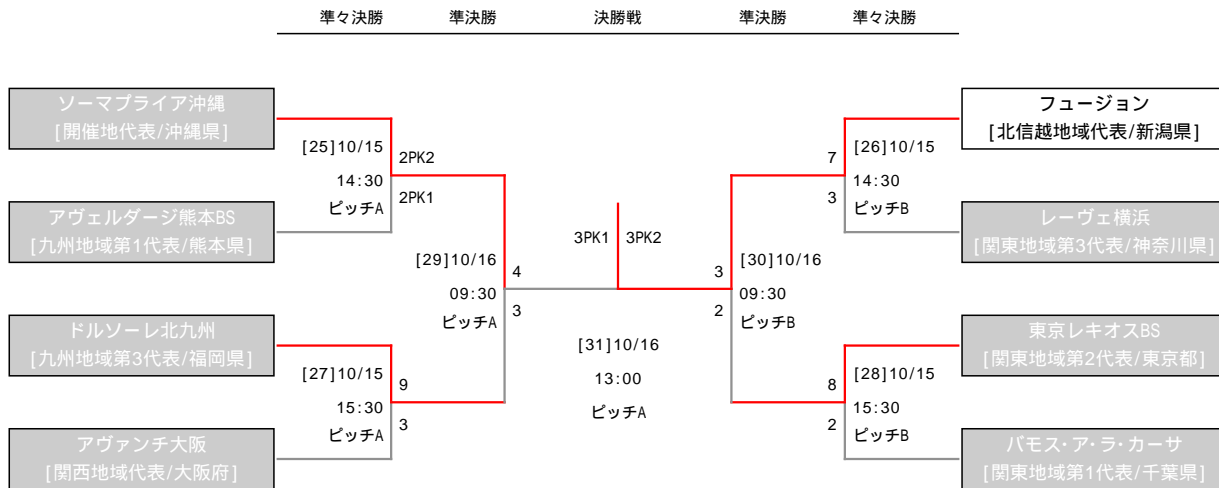 準々決勝 準決勝 決勝戦 準決勝 準々決勝
ソーマプライア沖縄
[開催地代表/沖縄県]
[25]10/15
14:30
ピッチA
2PK2
2PK1
アヴェルダージ熊本BS
[九州地域第1代表/熊本県]
[29]10/16
09:30
ピッチA
4
3
ドルソーレ北九州
[九州地域第3代表/福岡県]
[27]10/15
15:30
ピッチA
9
3
アヴァンチ大阪
[関西地域代表/大阪府]
3PK1 3PK2
[31]10/16
13:00
ピッチA
フュージョン
[北信越地域代表/新潟県]
7
3
[26]10/15
14:30
ピッチB
レーヴェ横浜
[関東地域第3代表/神奈川県]
3
2
[30]10/16
09:30
ピッチB
東京レキオスBS
[関東地域第2代表/東京都]
8
2
[28]10/15
15:30
ピッチB
バモス・ア・ラ・カーサ
[関東地域第1代表/千葉県]